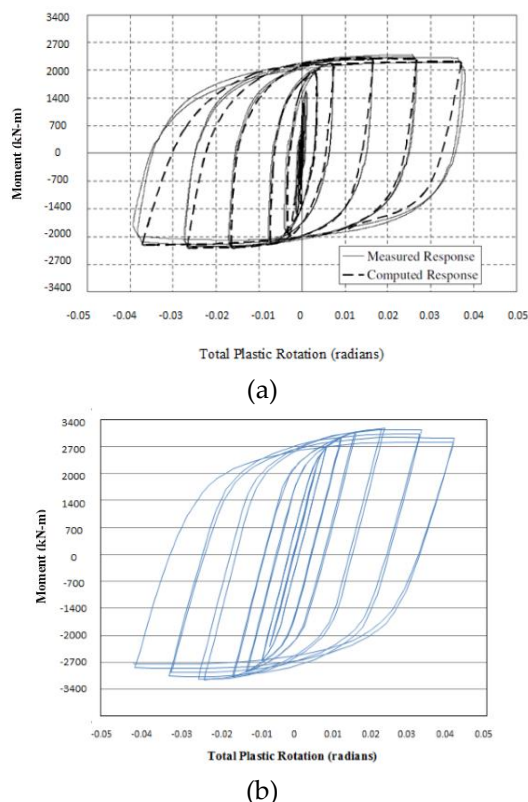 3400
2700
2000
1400
700
0
-700
-1400
-2000
-2700
3400
Moment (kN-m)
Measured Response
Computed Response
-0.05 -0.04 -0.03 -0.02 -0.01 0 0.01 0.02 0.03 0.04 0.05
Total Plastic Rotation (radians)
(a)
3400
2700
2000
1400
700
0
-700
-1400
-2000
-2700
-3400
Moment (kN-m)
-0.05 -0.04 -0.03 -0.02 -0.01 0 0.01 0.02 0.03 0.04 0.05
Total Plastic Rotation (radians)
(b)